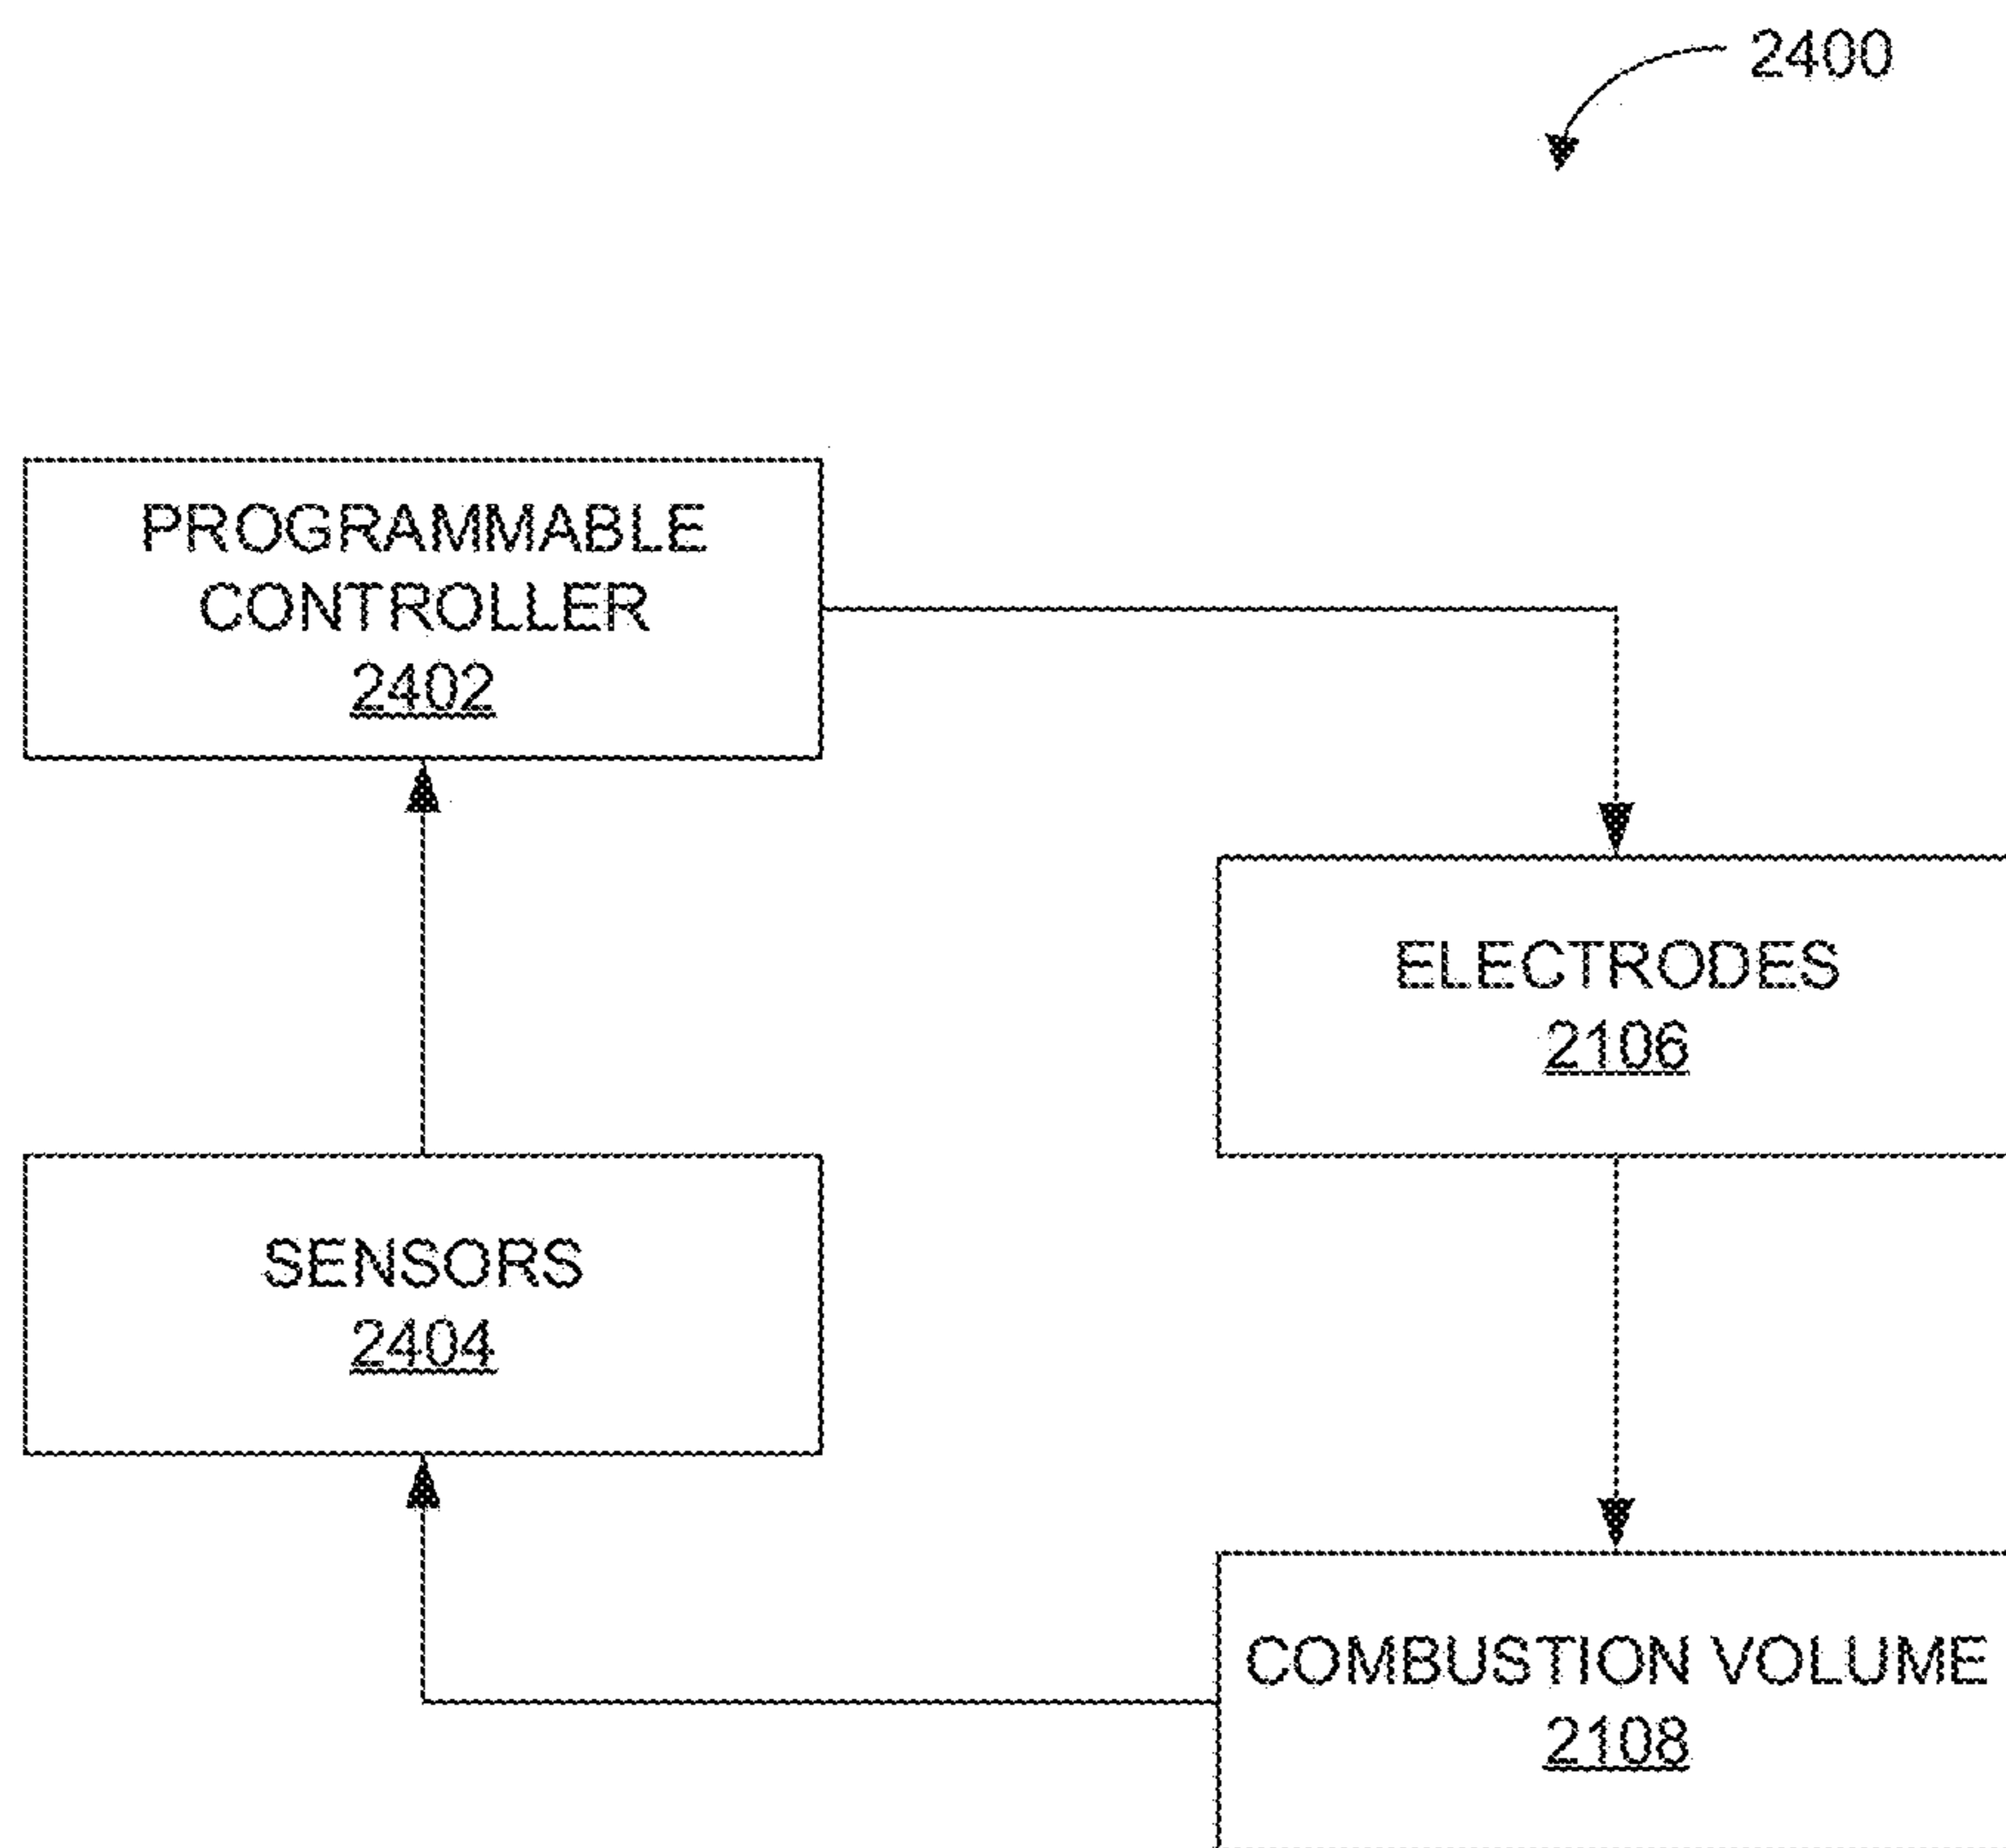 2400
PROGRAMMABLE
CONTROLLER
2402
ELECTRODES
2106
SENSORS
2404
COMBUSTION VOLUME
2108